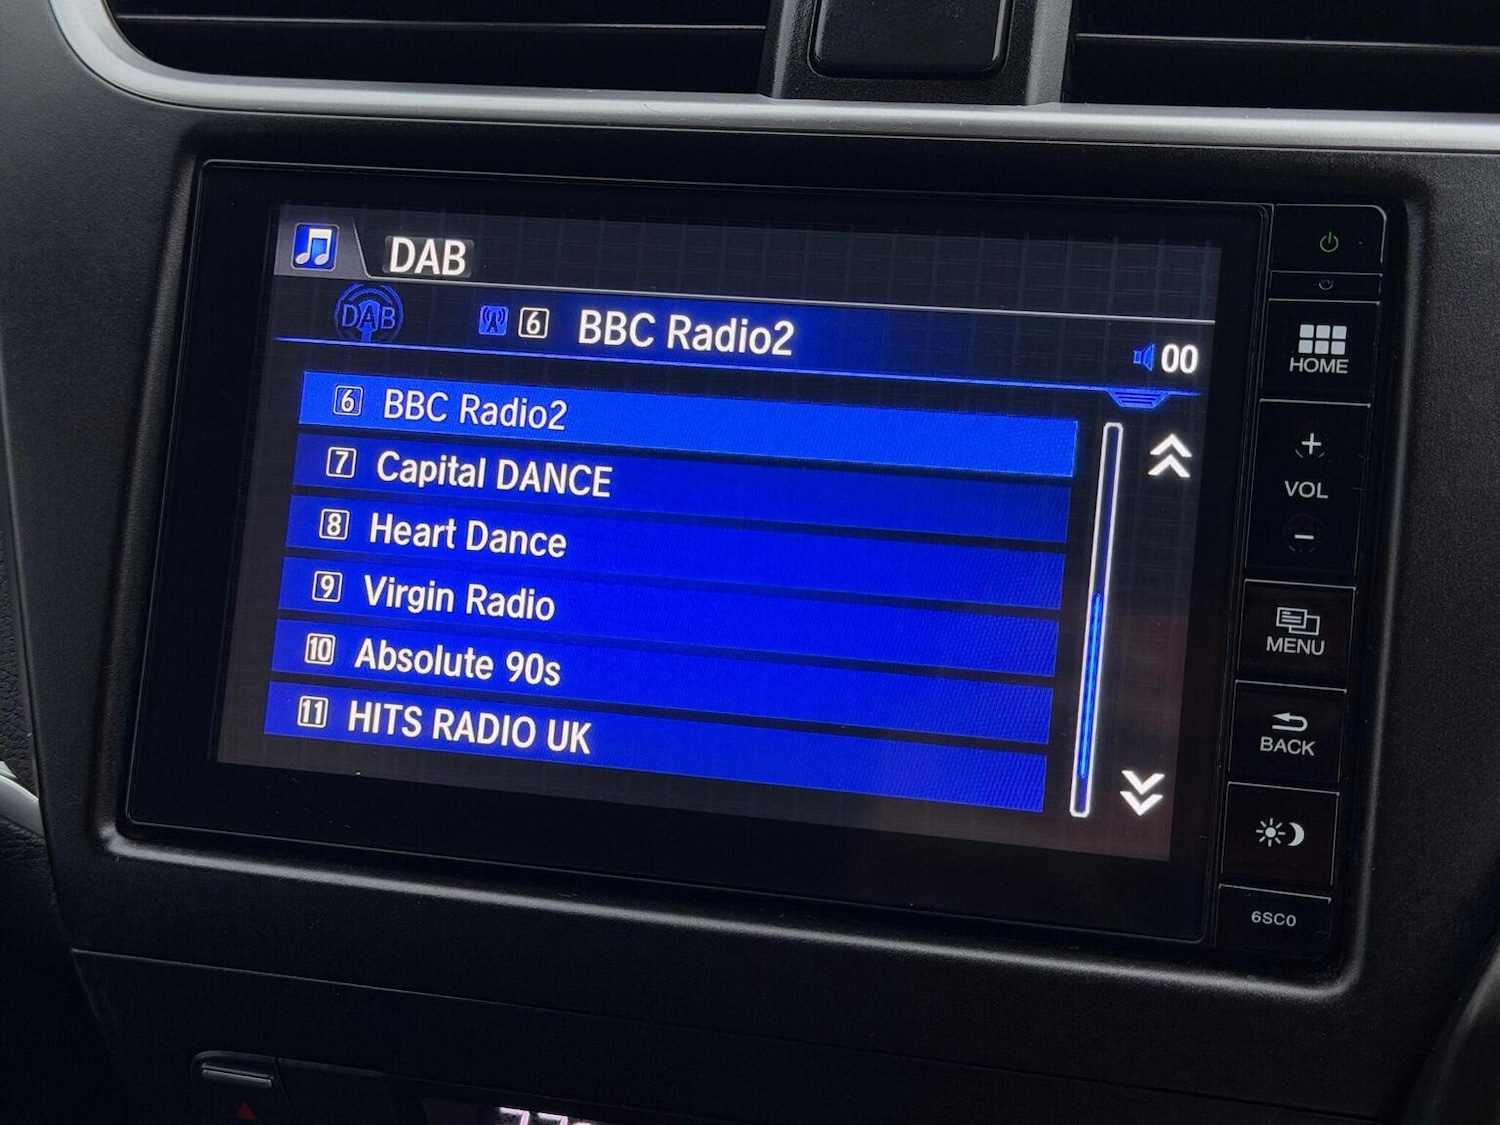 DAB
DAB
6 BBC Radio2
00
6 BBC Radio2
7 Capital DANCE
8 Heart Dance
9 Virgin Radio
10 Absolute 90s
11 HITS RADIO UK
HOME
+
VOL
-
MENU
BACK
6SC0